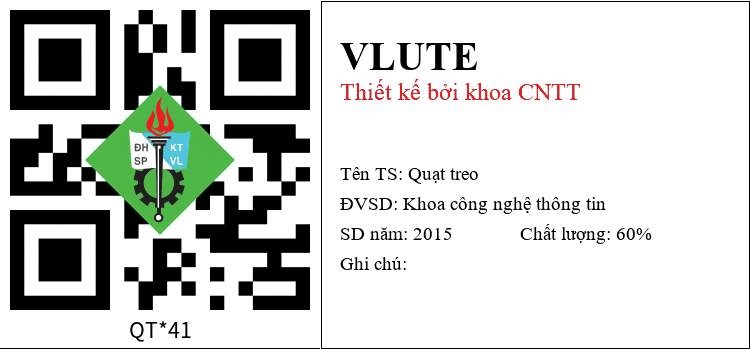 ĐH KT
SP VL
QT*41
VLUTE
Thiết kế bởi khoa CNTT
Tên TS: Quạt treo
ĐVSD: Khoa công nghệ thông tin
SD năm: 2015 Chất lượng: 60%
Ghi chú: